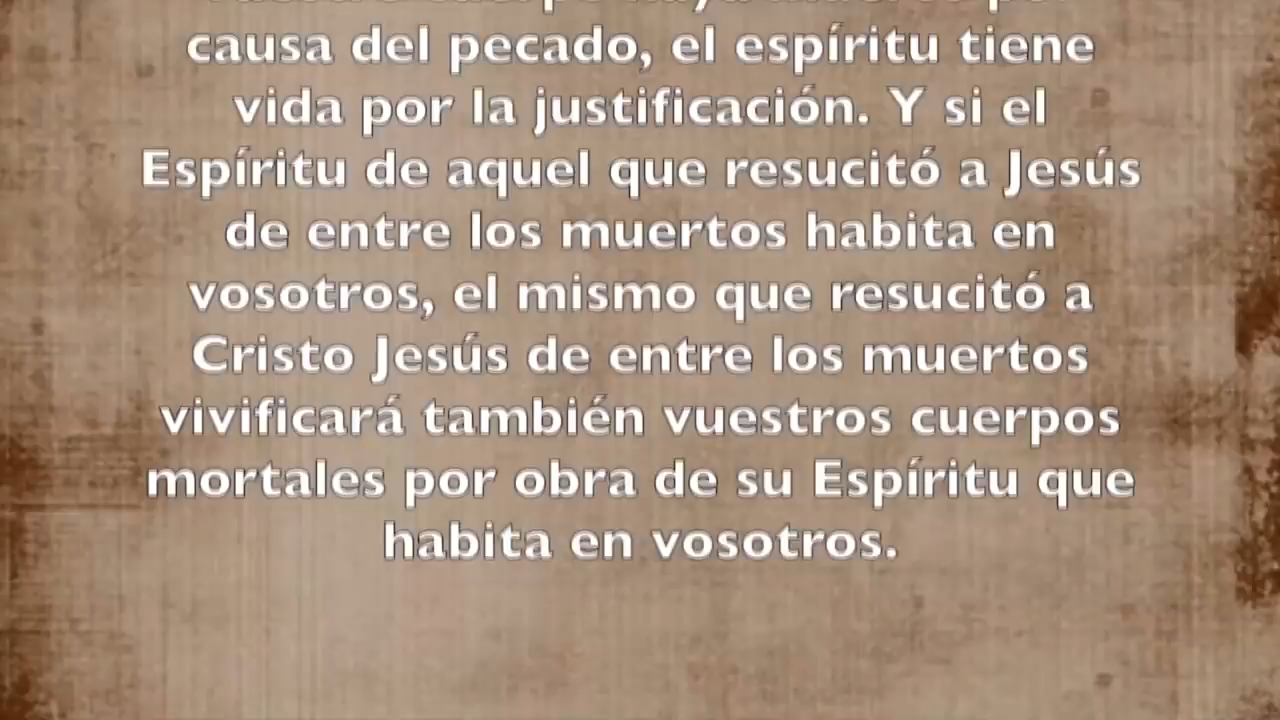 causa del pecado, el espíritu tiene
vida por la justificación. Y si el
Espíritu de aquel que resucitó a Jesús
de entre los muertos habita en
vosotros, el mismo que resucitó a
Cristo Jesús de entre los muertos
vivificará también vuestros cuerpos
mortales por obra de su Espíritu que
habita en vosotros.